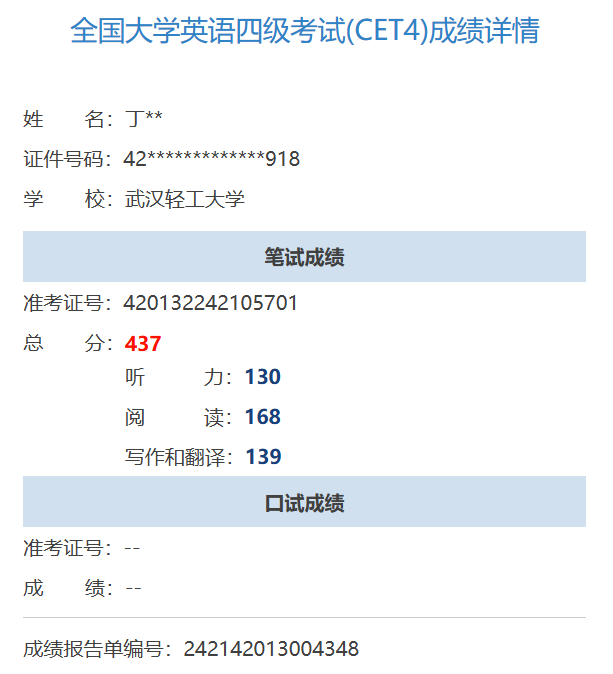 全国大学英语四级考试(CET4)成绩详情
姓 名：丁**
证件号码：42*************918
学 校：武汉轻工大学
笔试成绩
准考证号：420132242105701
总 分：437
听 力：130
阅 读：168
写作和翻译：139
口试成绩
准考证号：--
成 绩：--
成绩报告单编号：242142013004348